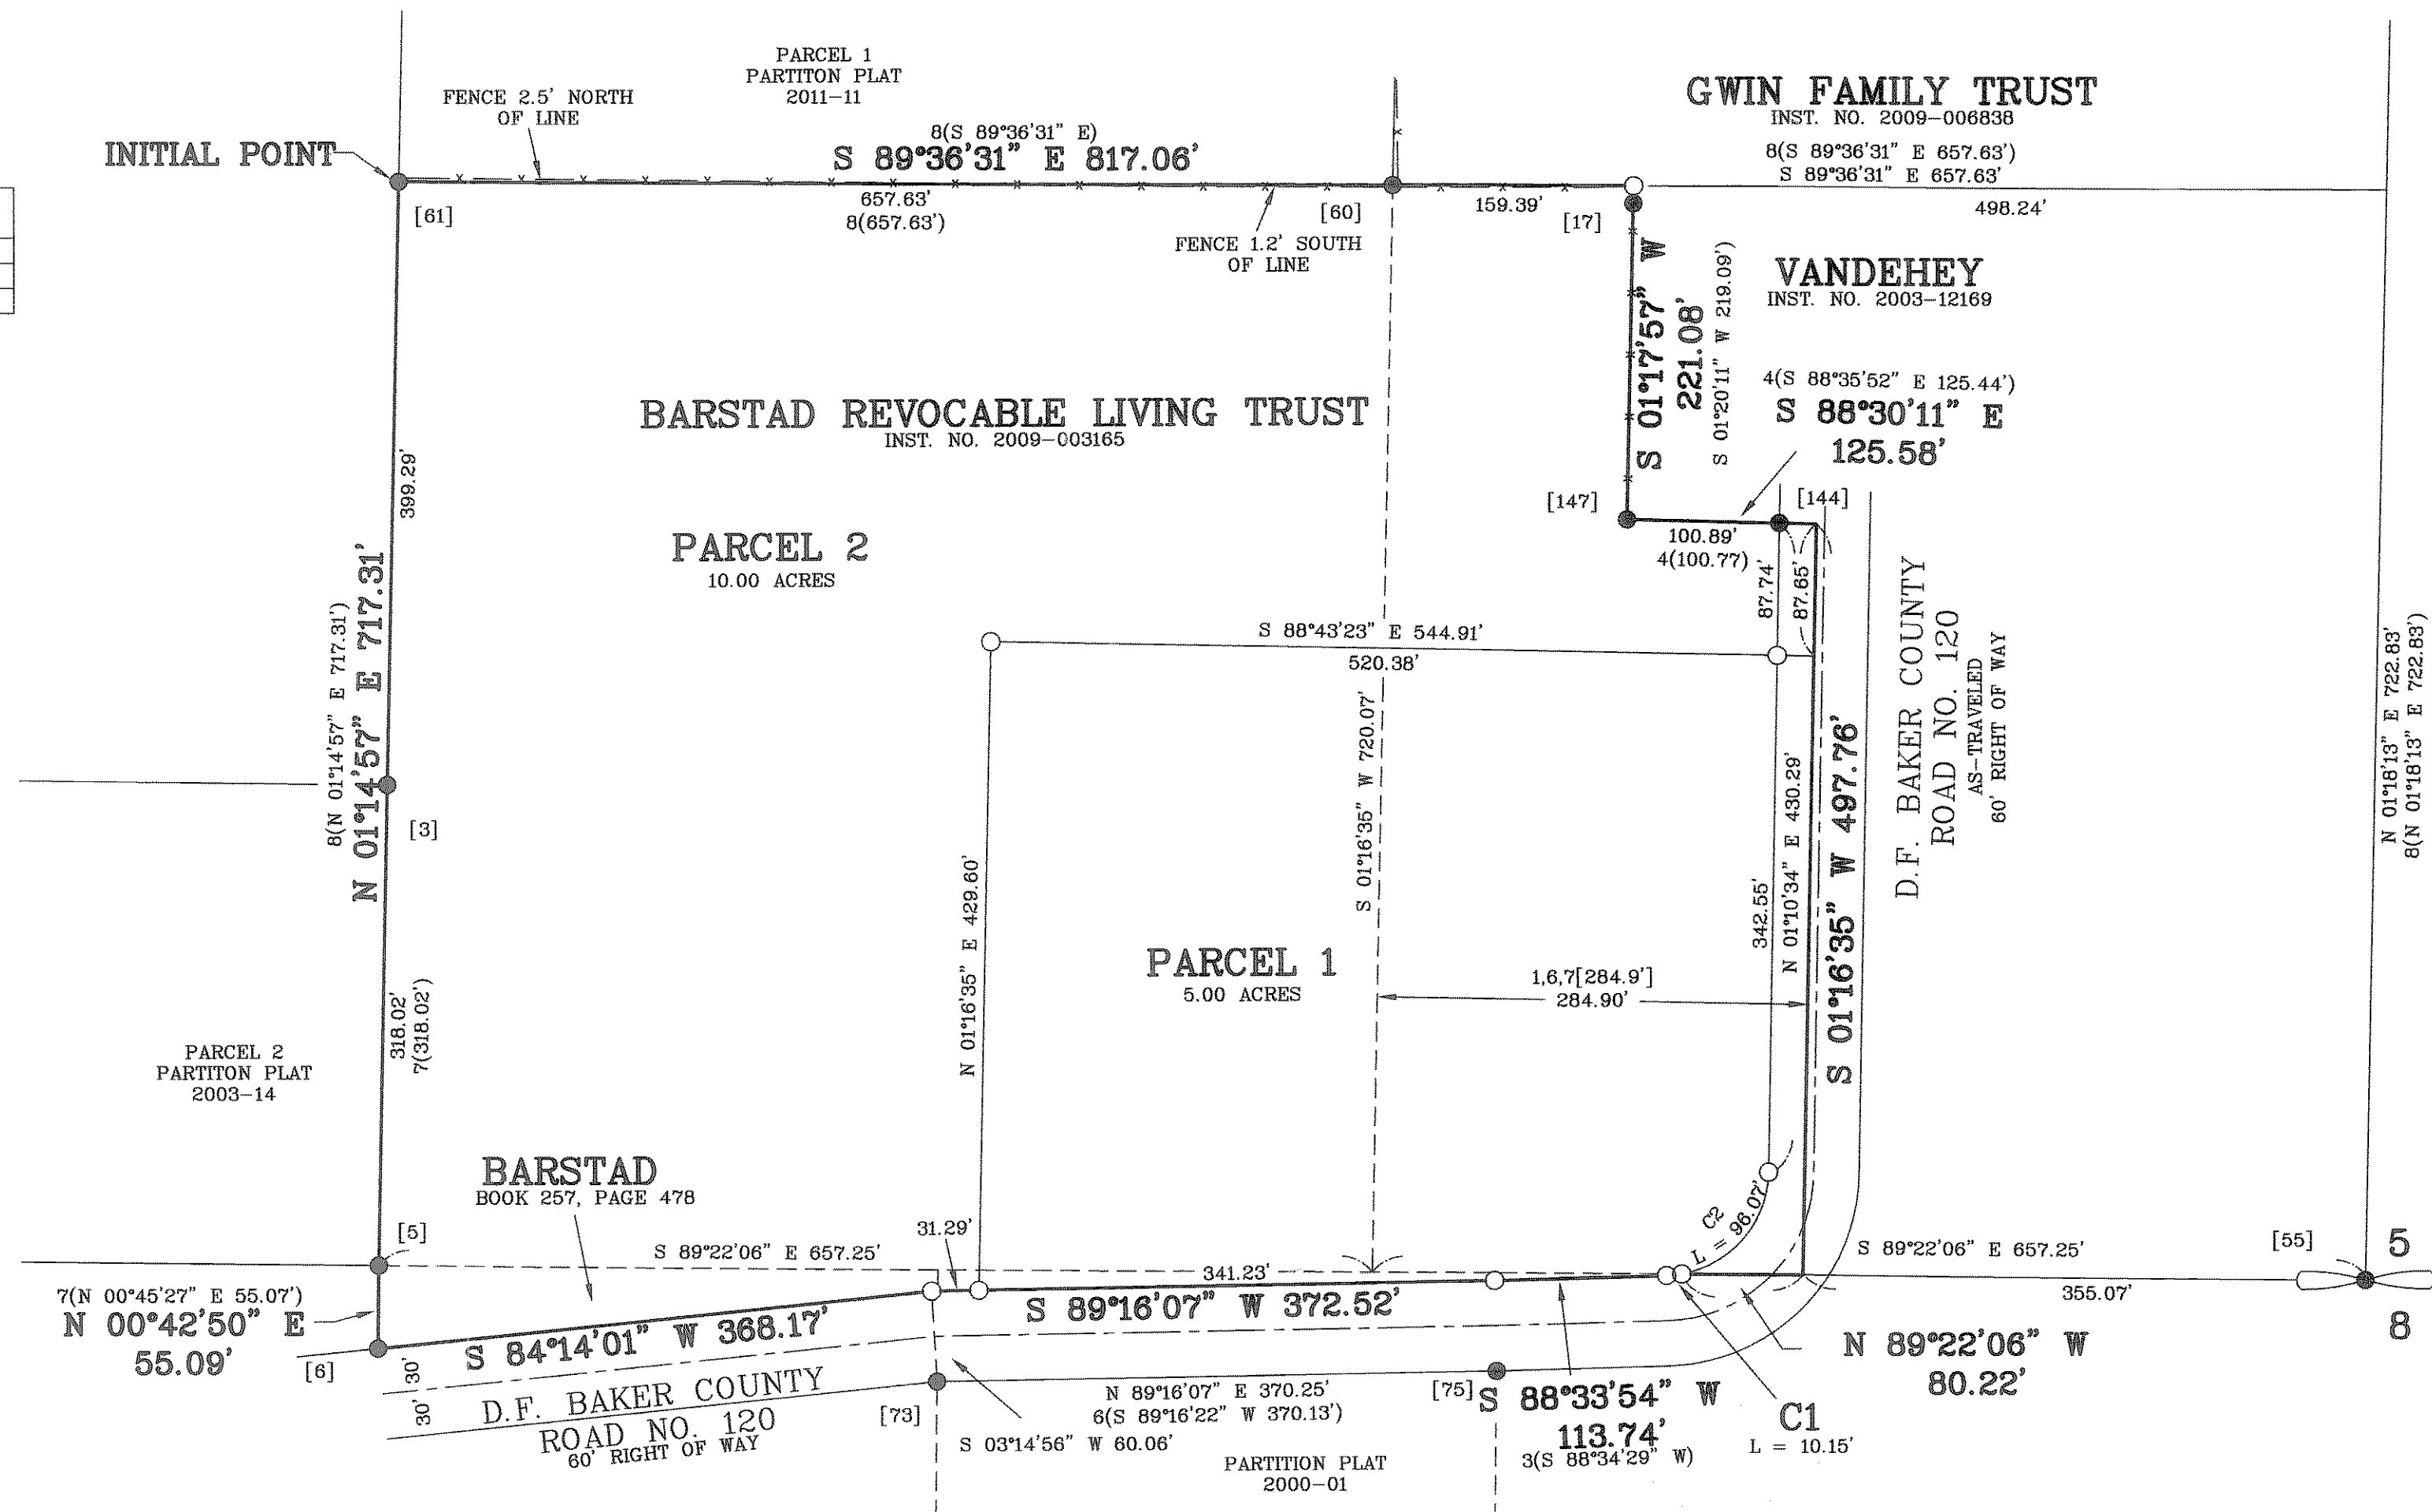 PARCEL 1
PARTITON PLAT
2011-11
FENCE 2.5' NORTH
OF LINE
INITIAL POINT
8(S 89°36'31" E)
S 89°36'31" E 817.06'
GWIN FAMILY TRUST
INST. NO. 2009-006838
8(S 89°36'31" E 657.63')
S 89°36'31" E 657.63'
[61]
657.63'
8(657.63')
[60]
159.39'
[17]
498.24'
FENCE 1.2' SOUTH
OF LINE
S 01°17'57" W
221.08'
S 01°20'11" W 219.09')
VANDEHEY
INST. NO. 2003-12169
4(S 88°35'52" E 125.44')
S 88°30'11" E
125.58'
BARSTAD REVOCABLE LIVING TRUST
INST. NO. 2009-003165
399.29'
[147]
[144]
100.89'
4(100.77)
PARCEL 2
10.00 ACRES
87.74'
87.65'
8(N 01°14'57" E 717.31')
N 01°14'57" E 717.31'
S 88°43'23" E 544.91'
520.38'
D.F. BAKER COUNTY
ROAD NO. 120
AS-TRAVELED
60' RIGHT OF WAY
N 01°18'13" E 722.83'
8(N 01°18'13" E 722.83')
S 01°16'35" W 720.07'
[3]
N 01°16'35" E 429.60'
342.55'
N 01°10'34" E 430.29'
S 01°16'35" W 497.76'
PARCEL 1
5.00 ACRES
1,6,7[284.9']
284.90'
318.02'
7(318.02')
PARCEL 2
PARTITON PLAT
2003-14
BARSTAD
BOOK 257, PAGE 478
[5]
S 89°22'06" E 657.25'
31.29'
341.23'
C2
L = 96.07'
S 89°22'06" E 657.25'
[55]
5
355.07'
8
7(N 00°45'27" E 55.07')
N 00°42'50" E
55.09'
[6]
30'
30'
S 84°14'01" W 368.17'
S 89°16'07" W 372.52'
N 89°22'06" W
80.22'
D.F. BAKER COUNTY
ROAD NO. 120
60' RIGHT OF WAY
[73]
N 89°16'07" E 370.25'
6(S 89°16'22" W 370.13')
[75]
S 88°33'54" W
113.74'
3(S 88°34'29" W)
C1
L = 10.15'
S 03°14'56" W 60.06'
PARTITION PLAT
2000-01